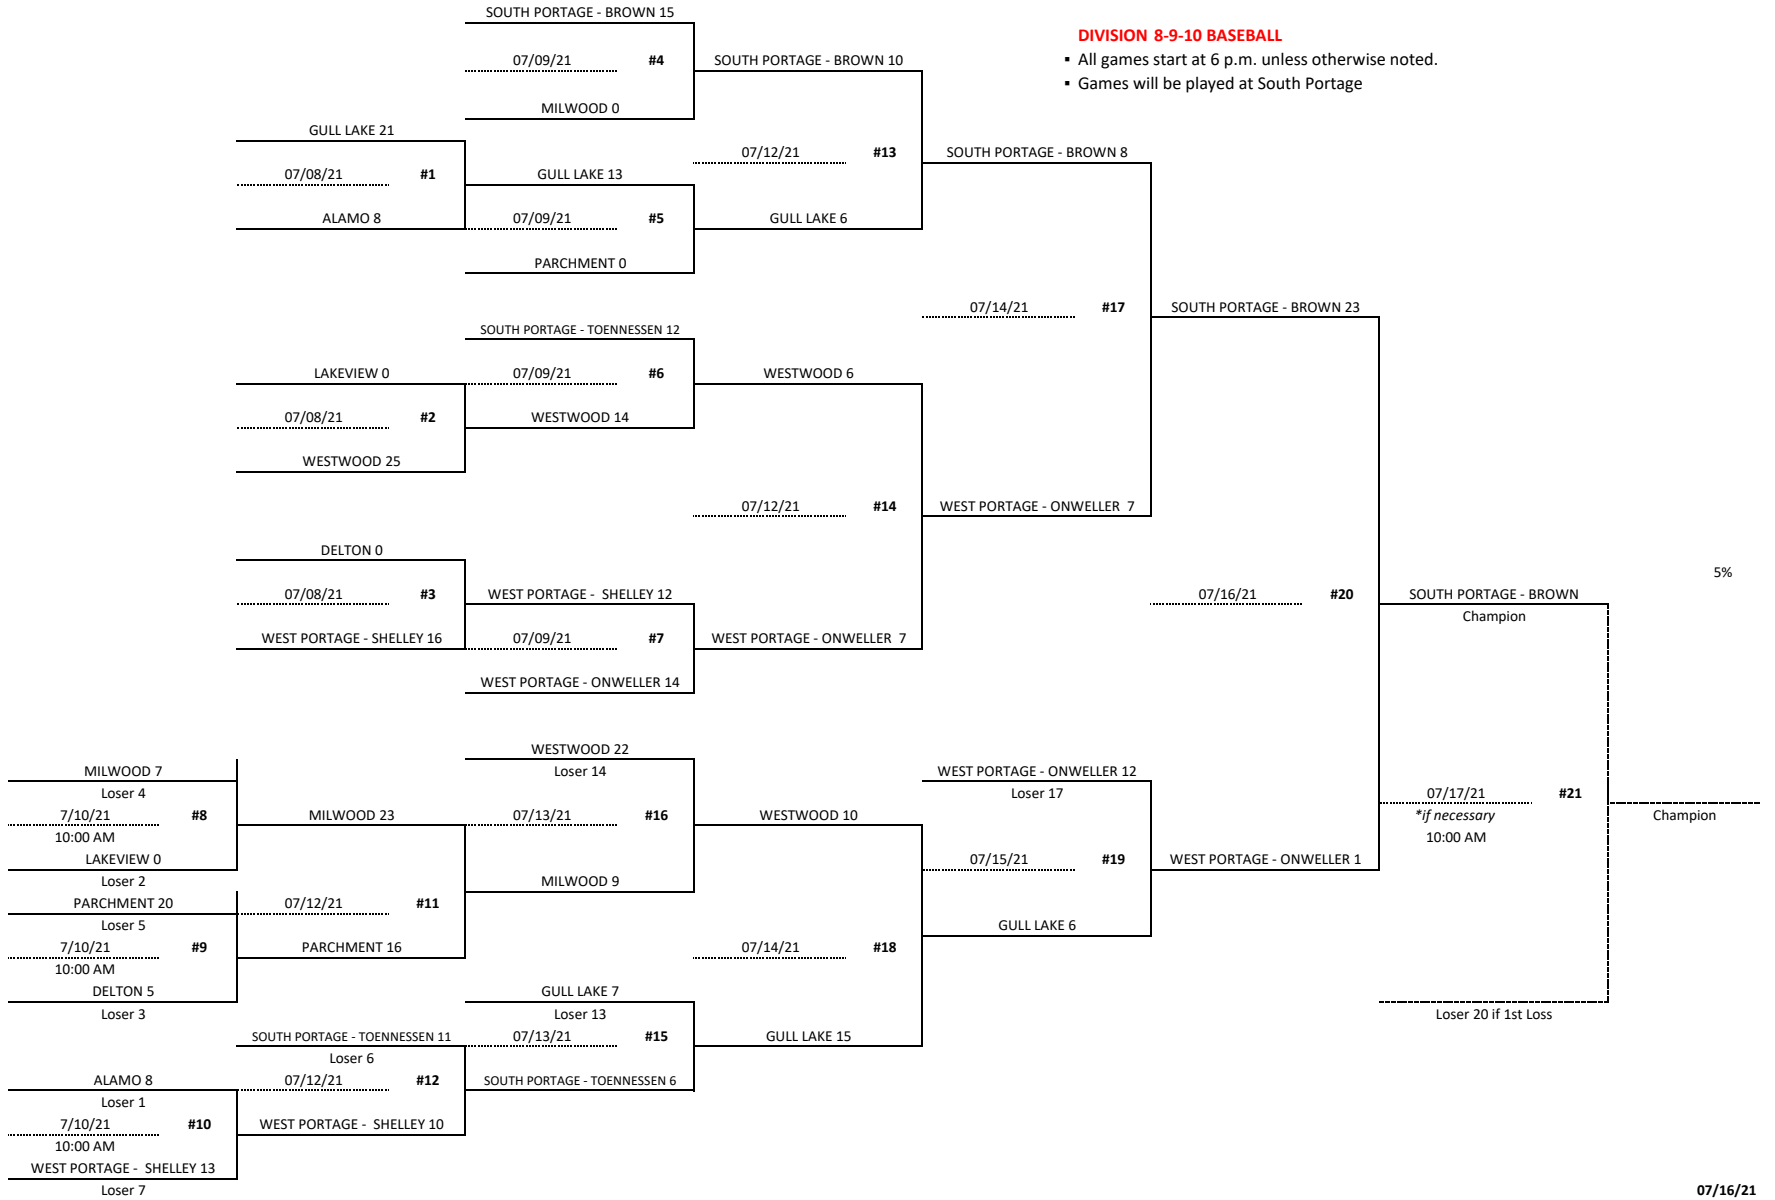 SOUTH PORTAGE - BROWN 15
DIVISION 8-9-10 BASEBALL
07/09/21 #4 SOUTH PORTAGE - BROWN 10
▪ All games start at 6 p.m. unless otherwise noted.
▪ Games will be played at South Portage
MILWOOD 0
GULL LAKE 21
07/12/21 #13 SOUTH PORTAGE - BROWN 8
07/08/21 #1 GULL LAKE 13
ALAMO 8 07/09/21 #5 GULL LAKE 6
PARCHMENT 0
07/14/21 #17 SOUTH PORTAGE - BROWN 23
SOUTH PORTAGE - TOENNESSEN 12
LAKEVIEW 0 07/09/21 #6 WESTWOOD 6
07/08/21 #2 WESTWOOD 14
WESTWOOD 25
07/12/21 #14 WEST PORTAGE - ONWELLER 7
DELTON 0
5%
07/08/21 #3 WEST PORTAGE - SHELLEY 12 07/16/21 #20 SOUTH PORTAGE - BROWN
Champion
WEST PORTAGE - SHELLEY 16 07/09/21 #7 WEST PORTAGE - ONWELLER 7
WEST PORTAGE - ONWELLER 14
WESTWOOD 22
MILWOOD 7 Loser 14 WEST PORTAGE - ONWELLER 12
Loser 4 Loser 17 07/17/21 #21
7/10/21 #8 MILWOOD 23 07/13/21 #16 WESTWOOD 10 *if necessary Champion
10:00 AM 10:00 AM
LAKEVIEW 0 07/15/21 #19 WEST PORTAGE - ONWELLER 1
Loser 2 MILWOOD 9
PARCHMENT 20 07/12/21 #11
Loser 5 GULL LAKE 6
7/10/21 #9 PARCHMENT 16 07/14/21 #18
10:00 AM
DELTON 5 GULL LAKE 7
Loser 3 Loser 13 Loser 20 if 1st Loss
SOUTH PORTAGE - TOENNESSEN 11 07/13/21 #15 GULL LAKE 15
Loser 6
ALAMO 8 07/12/21 #12 SOUTH PORTAGE - TOENNESSEN 6
Loser 1
7/10/21 #10 WEST PORTAGE - SHELLEY 10
10:00 AM
WEST PORTAGE - SHELLEY 13
Loser 7 07/16/21